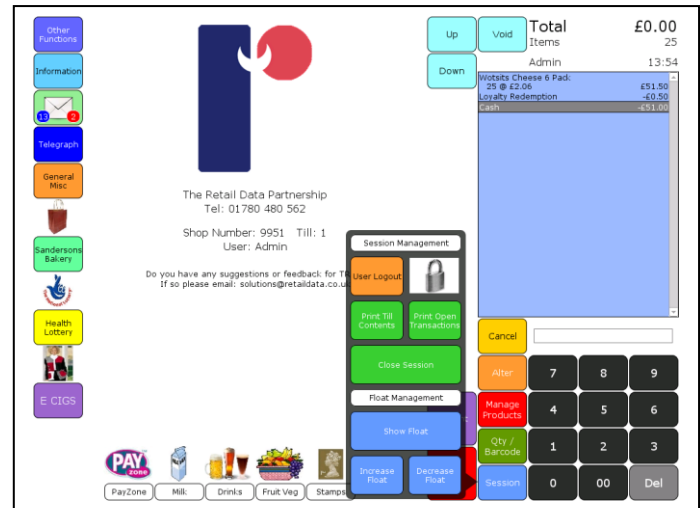 Other
Functions
Information
13
2
Telegraph
General
Misc
Sandersons
Bakery
Health
Lottery
E CIGS
The Retail Data Partnership
Tel: 01780 480 562
Shop Number: 9951 Till: 1
User: Admin
Do you have any suggestions or feedback for
If so please email: solutions@retaildata.co.u
PAY
zone
PayZone
Milk
Drinks
Fruit Veg
Stamps
Session Management
User Logout
Print Till
Contents
Print Open
Transactions
Close Session
Float Management
Show Float
Increase
Float
Decrease
Float
Up
Down
Void
Total £0.00
Items 25
Admin 13:54
Wotsits Cheese 6 Pack:
25 @ £2.06 £51.50
Loyalty Redemption -£0.50
Cash -£51.00
Cancel
Alter
7
8
9
Manage
Products
4
5
6
Qty /
Barcode
1
2
3
Session
0
00
Del